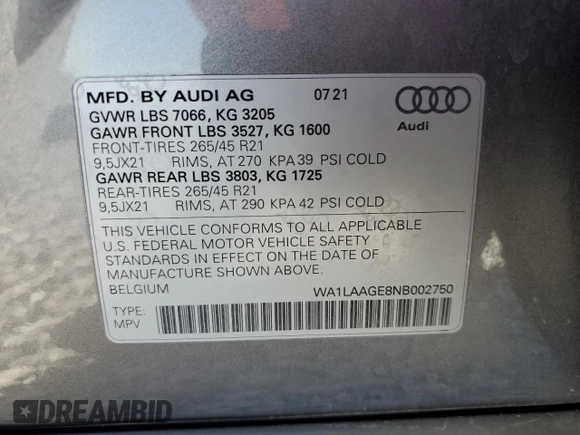 MFD. BY AUDI AG 07 21
GVWR LBS 7066, KG 3205
GAWR FRONT LBS 3527, KG 1600
FRONT-TIRES 265/45 R21
9,5JX21 RIMS, AT 270 KPA 39 PSI COLD
GAWR REAR LBS 3803, KG 1725
REAR-TIRES 265/45 R21
9,5JX21 RIMS, AT 290 KPA 42 PSI COLD
Audi
THIS VEHICLE CONFORMS TO ALL APPLICABLE
U.S. FEDERAL MOTOR VEHICLE SAFETY
STANDARDS IN EFFECT ON THE DATE OF
MANUFACTURE SHOWN ABOVE.
BELGIUM WA1LAAGE8NB002750
TYPE:
MPV
DREAMBID